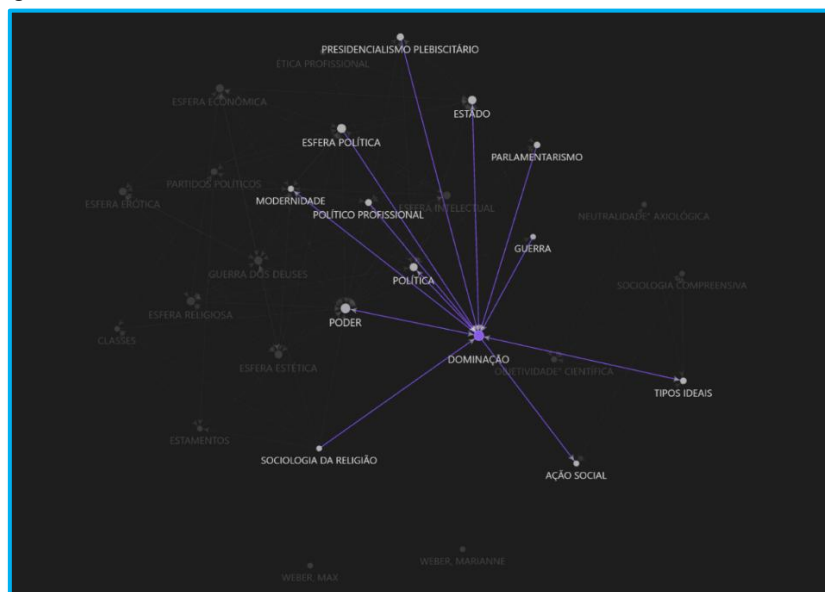 PRESIDENCIALISMO PLEBISCITÁRIO
ÉTICA PROFISSIONAL
ESFERA ECONÔMICA
ESTADO
ESFERA POLÍTICA
PARLAMENTARISMO
PARTIDOS POLÍTICOS
ESFERA ERÓTICA
MODERNIDADE
ESFERA INTELECTUAL
POLÍTICO PROFISSIONAL
NEUTRALIDADE" AXIOLÓGICA
GUERRA
GUERRA DOS DEUSES
POLÍTICA
SOCIOLOGIA COMPREENSIVA
ESFERA RELIGIOSA
PODER
CLASSES
DOMINAÇÃO
ESFERA ESTÉTICA
OBJETIVIDADE" CIENTÍFICA
TIPOS IDEAIS
ESTAMENTOS
SOCIOLOGIA DA RELIGIÃO
AÇÃO SOCIAL
WEBER, MARIANNE
WEBER, MAX